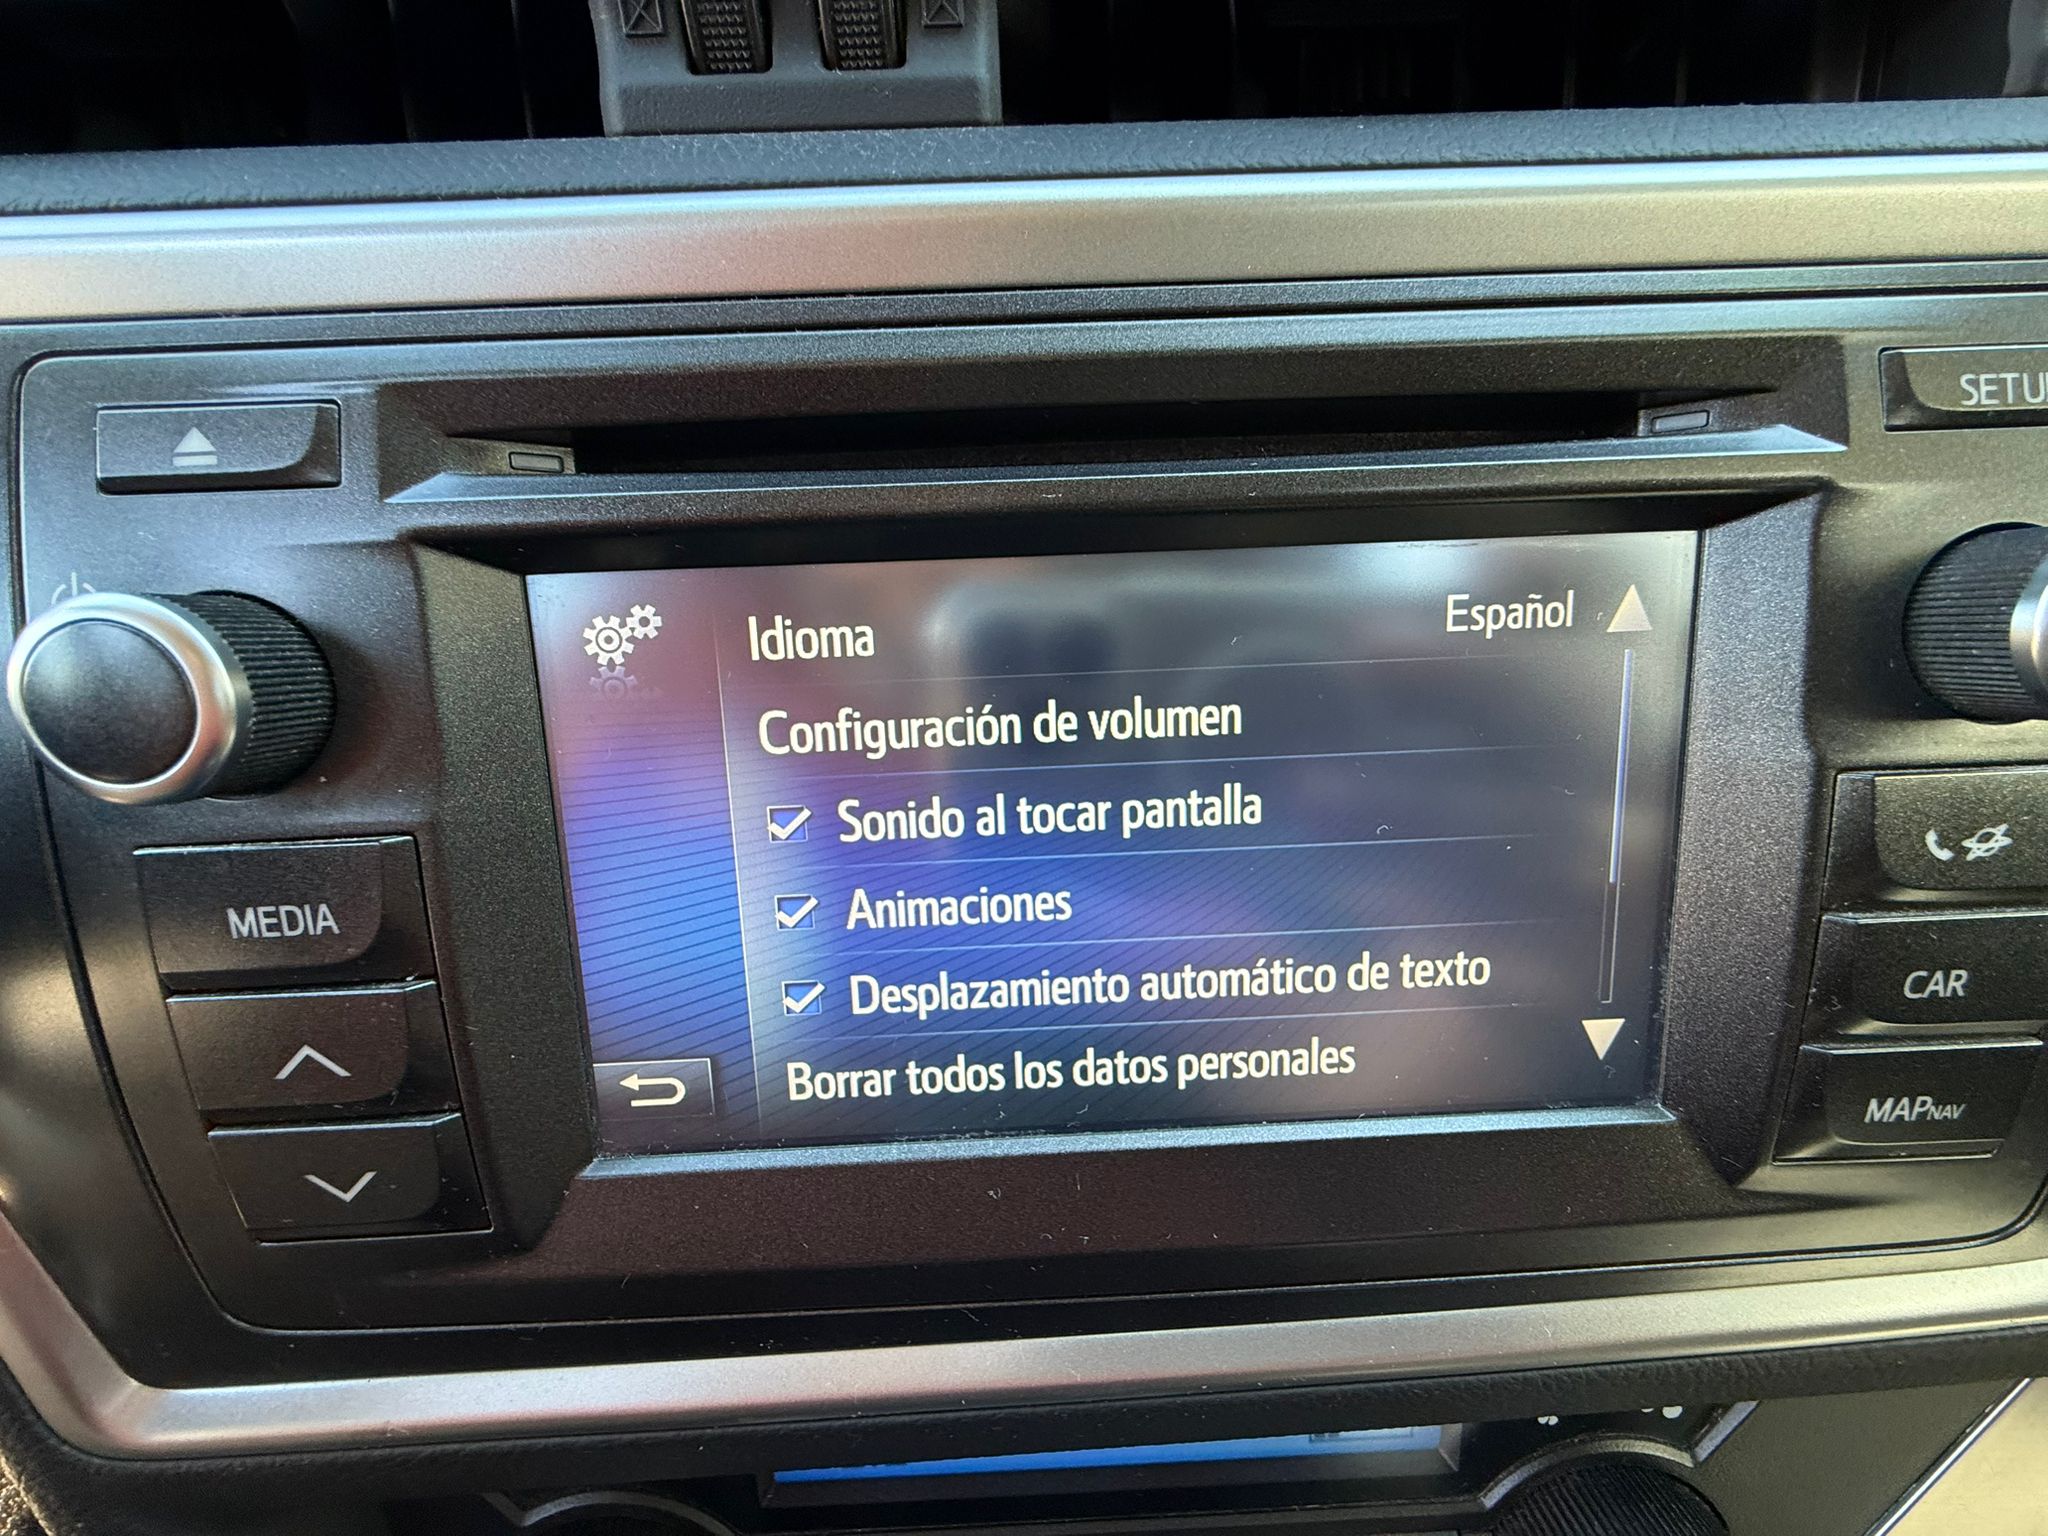 SETU
Idioma Español
Configuración de volumen
Sonido al tocar pantalla
Animaciones
Desplazamiento automático de texto
Borrar todos los datos personales
MEDIA
CAR
MAPNAV